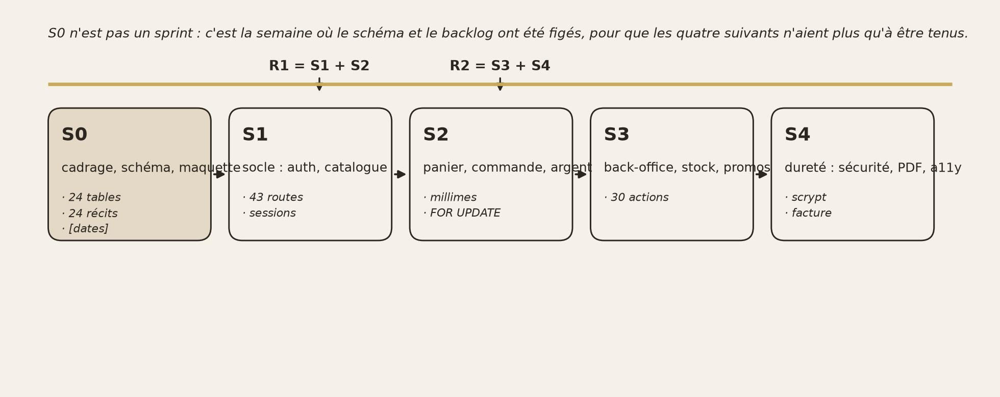 S0 n'est pas un sprint : c'est la semaine où le schéma et le backlog ont été figés, pour que les quatre suivants n'aient plus qu'à être tenus.
R1 = S1 + S2
R2 = S3 + S4
S0
cadrage, schéma, maquette
· 24 tables
· 24 récits
· [dates]
S1
socle : auth, catalogue
· 43 routes
· sessions
S2
panier, commande, argent
· millimes
· FOR UPDATE
S3
back-office, stock, promos
· 30 actions
S4
dureté : sécurité, PDF, a11y
· scrypt
· facture